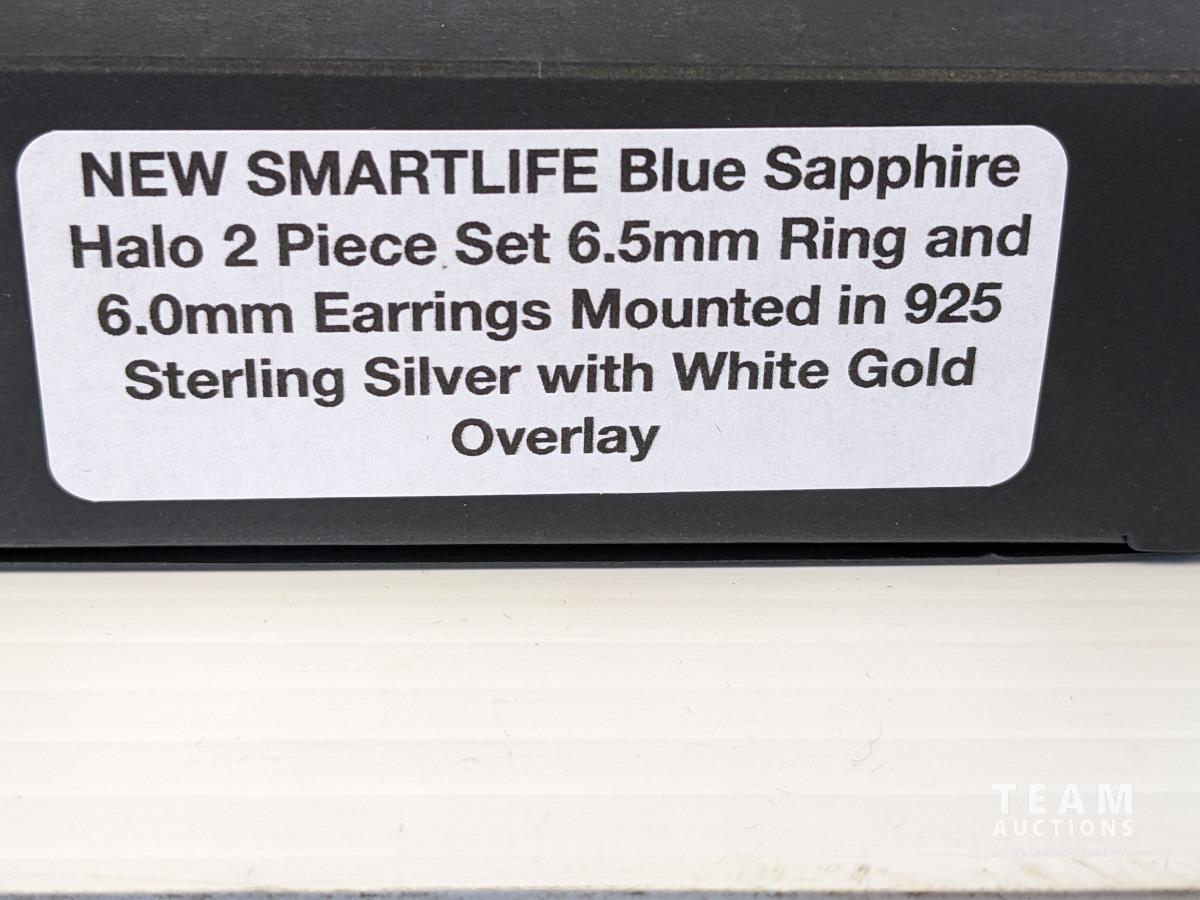 NEW SMARTLIFE Blue Sapphire
Halo 2 Piece Set 6.5mm Ring and
6.0mm Earrings Mounted in 925
Sterling Silver with White Gold
Overlay
TEAM
AUCTIONS